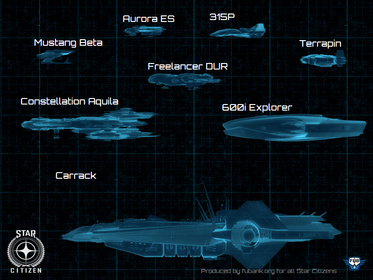 Aurora ES
315P
Mustang Beta
Terrapin
Freelancer DUR
Constellation Aquila
600i Explorer
Carrack
STAR
CITIZEN
Produced by fubank.org for all Star Citizens